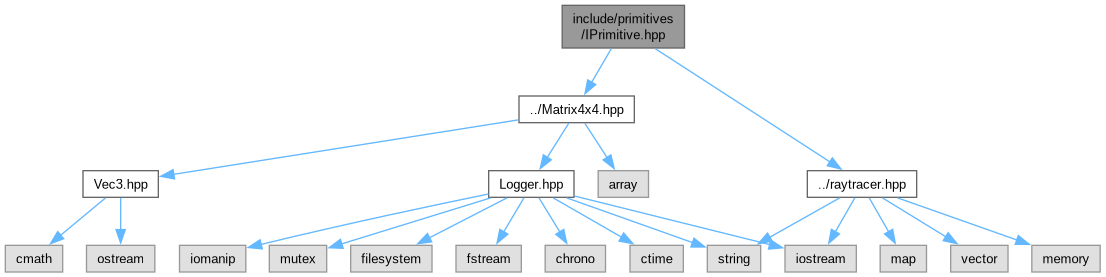 include/primitives
/IPrimitive.hpp
../Matrix4x4.hpp
Vec3.hpp
Logger.hpp
array
../raytracer.hpp
cmath
ostream
iomanip
mutex
filesystem
fstream
chrono
ctime
string
iostream
map
vector
memory